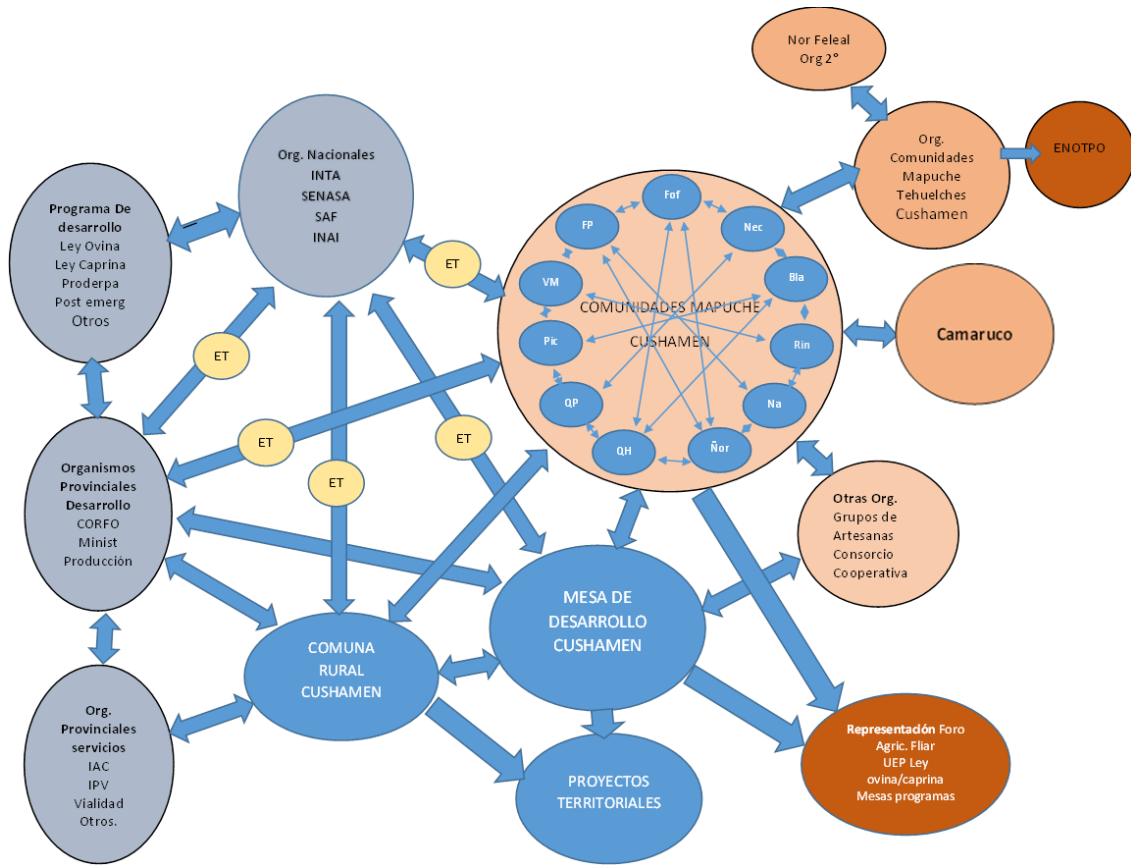 Nor Feleal
Org 2°
Org.
Comunidades
Mapuche
Tehuelches
Cushamen
ENOTPO
Org. Nacionales
INTA
SENASA
SAF
INAI
Programa De
desarrollo
Ley Ovina
Ley Caprina
Proderpa
Post emerg
Otros
ET
ET
ET
ET
ET
COMUNIDADES MAPUCHE
CUSHAMEN
Fof
Nec
Bla
Rin
Na
Ñor
QH
QP
Pic
VM
FP
Camaruco
Organismos
Provinciales
Desarrollo
CORFO
Minist
Producción
Otras Org.
Grupos de
Artesanas
Consorcio
Cooperativa
MESA DE
DESARROLLO
CUSHAMEN
COMUNA
RURAL
CUSHAMEN
Org.
Provinciales
servicios
IAC
IPV
Vialidad
Otros.
PROYECTOS
TERRITORIALES
Representación Foro
Agric. Fliar
UEP Ley
ovina/caprina
Mesas programas